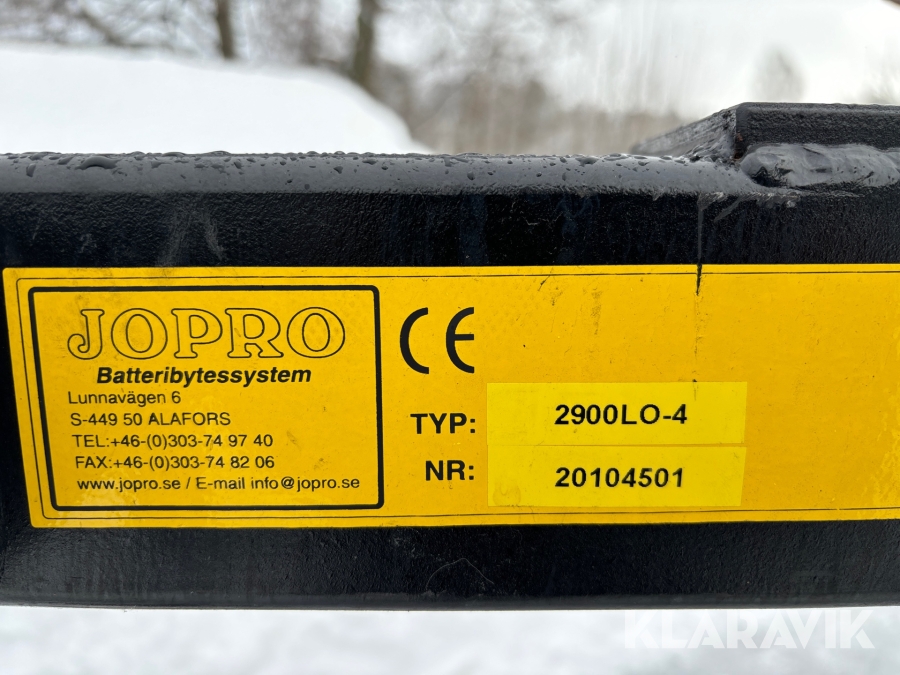 JOPRO
Batteribytessystem
Lunnavägen 6
S-449 50 ALAFORS
TEL:+46-(0)303-74 97 40
FAX:+46-(0)303-74 82 06
www.jopro.se / E-mail info@jopro.se
CE
TYP: 2900LO-4
NR: 20104501
KLARAVIK